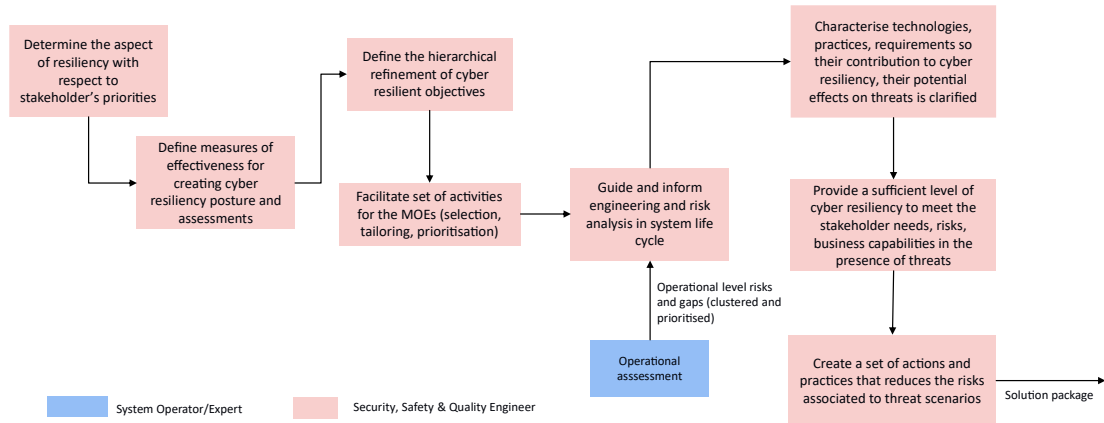 Determine the aspect
of resiliency with
respect to
stakeholder's priorities
Define measures of
effectiveness for
creating cyber
resiliency posture and
assessments
Define the hierarchical
refinement of cyber
resilient objectives
Facilitate set of activities
for the MOEs (selection,
tailoring, prioritisation)
Guide and inform
engineering and risk
analysis in system life
cycle
Operational level risks
and gaps (clustered and
prioritised)
Operational
asssessment
Characterise technologies,
practices, requirements so
their contribution to cyber
resiliency, their potential
effects on threats is clarified
Provide a sufficient level of
cyber resiliency to meet the
stakeholder needs, risks,
business capabilities in the
presence of threats
Create a set of actions and
practices that reduces the risks
associated to threat scenarios
Solution package
System Operator/Expert
Security, Safety & Quality Engineer